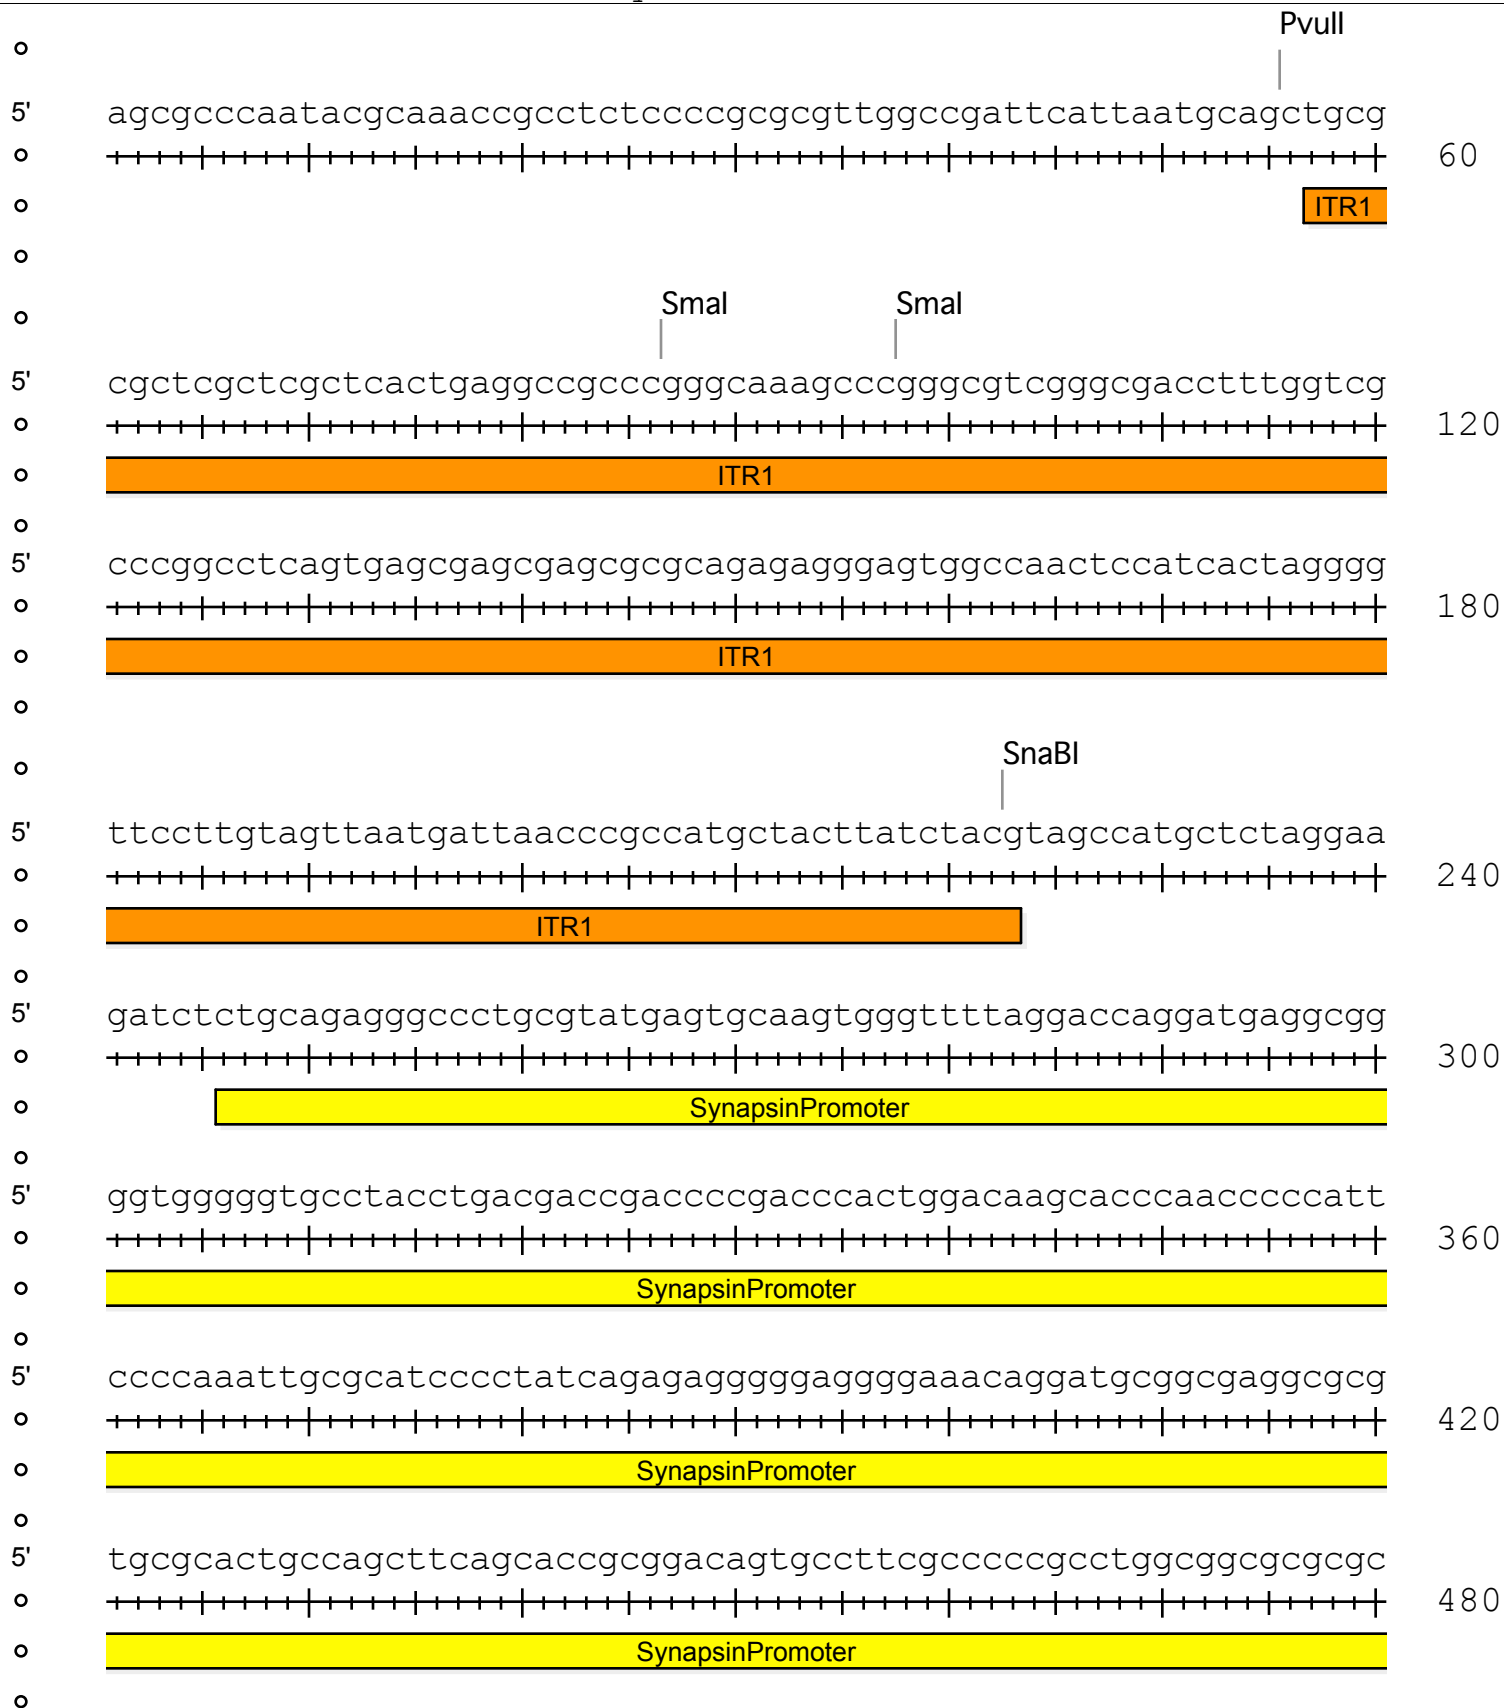 PvuII
5' agcgcccaatacgcaaaccgcctctccccgcgcgttggccgattcattaatgcagctgcg
60
ITR1
SmaI SmaI
5' cgctcgctcgctcactgaggccgcccgggcaaagcccgggcgtcgggcgacctttggtcg
120
ITR1
5' cccggcctcagtgagcgagcgagcgcgcagagagggagtggccaactccatcactagggg
180
ITR1
SnaBI
5' ttccttgtagttaatgattaacccgccatgctacttatctacgtagccatgctctaggaa
240
ITR1
5' gatctctgcagagggccctgcgtatgagtgcaagtgggttttaggaccaggatgaggcgg
300
SynapsinPromoter
5' ggtgggggtgcctacctgacgaccgaccccgacccactggacaagcacccaacccccatt
360
SynapsinPromoter
5' ccccaaattgcgcatcccctatcagagagggggaggggaaacaggatgcggcgaggcgcg
420
SynapsinPromoter
5' tgcgcactgccagcttcagcaccgcggacagtgccttcgcccccgcctggcggcgcgcgc
480
SynapsinPromoter